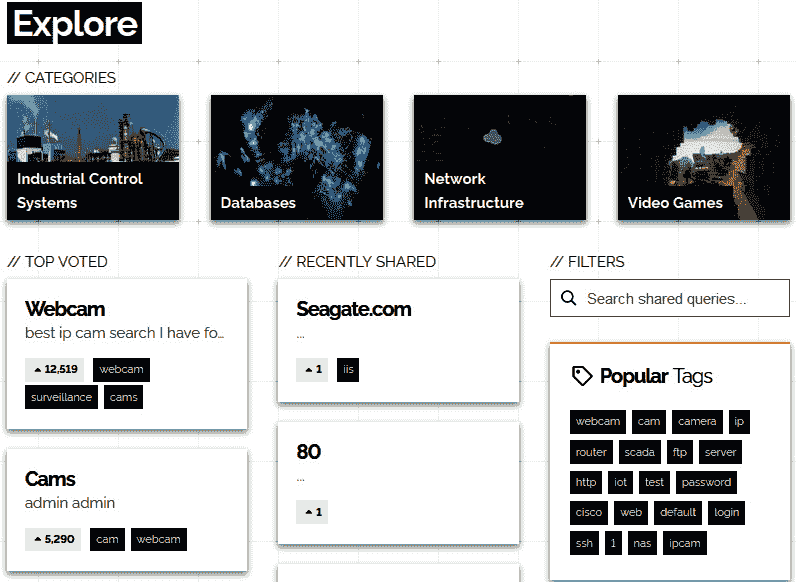 Explore
// CATEGORIES
Industrial Control
Systems
Databases
Network
Infrastructure
Video Games
// TOP VOTED
Webcam
best ip cam search I have fo...
12,519 webcam
surveillance cams
Cams
admin admin
5,290 cam webcam
// RECENTLY SHARED
Seagate.com
...
1 iis
80
...
1
// FILTERS
Search shared queries...
Popular Tags
webcam cam camera ip
router scada ftp server
http iot test password
cisco web default login
ssh 1 nas ipcam